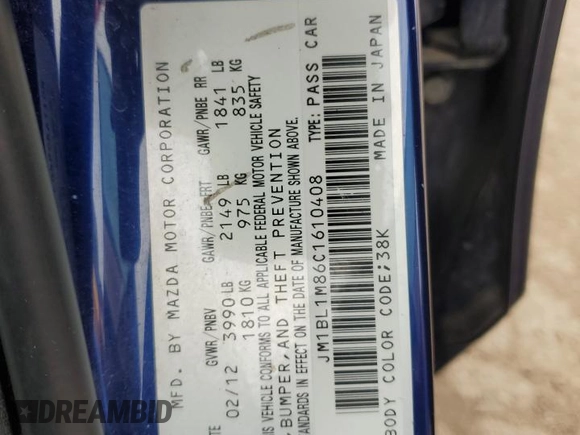 MFD. BY MAZDA MOTOR CORPORATION
TE GVWR/PNBV GAWR/PNBE FRT GAWR/PNBE RR
02/12 3990 LB 2149 LB 1841 LB
1810 KG 975 KG 835 KG
IS VEHICLE CONFORMS TO ALL APPLICABLE FEDERAL MOTOR VEHICLE SAFETY
, BUMPER, AND THEFT PREVENTION
ANDARDS IN EFFECT ON THE DATE OF MANUFACTURE SHOWN ABOVE.
JM1BL1M86C1610408 TYPE: PASS CAR
BODY COLOR CODE; 38K MADE IN JAPAN
DREAMBID